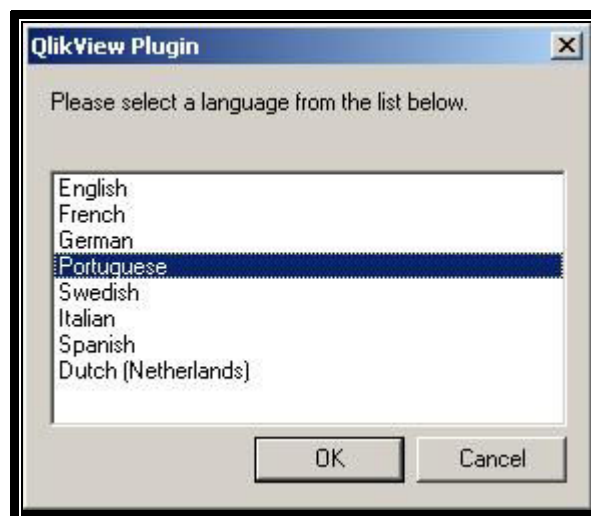 QlikView Plugin
Please select a language from the list below.
English
French
German
Portuguese
Swedish
Italian
Spanish
Dutch (Netherlands)
OK Cancel